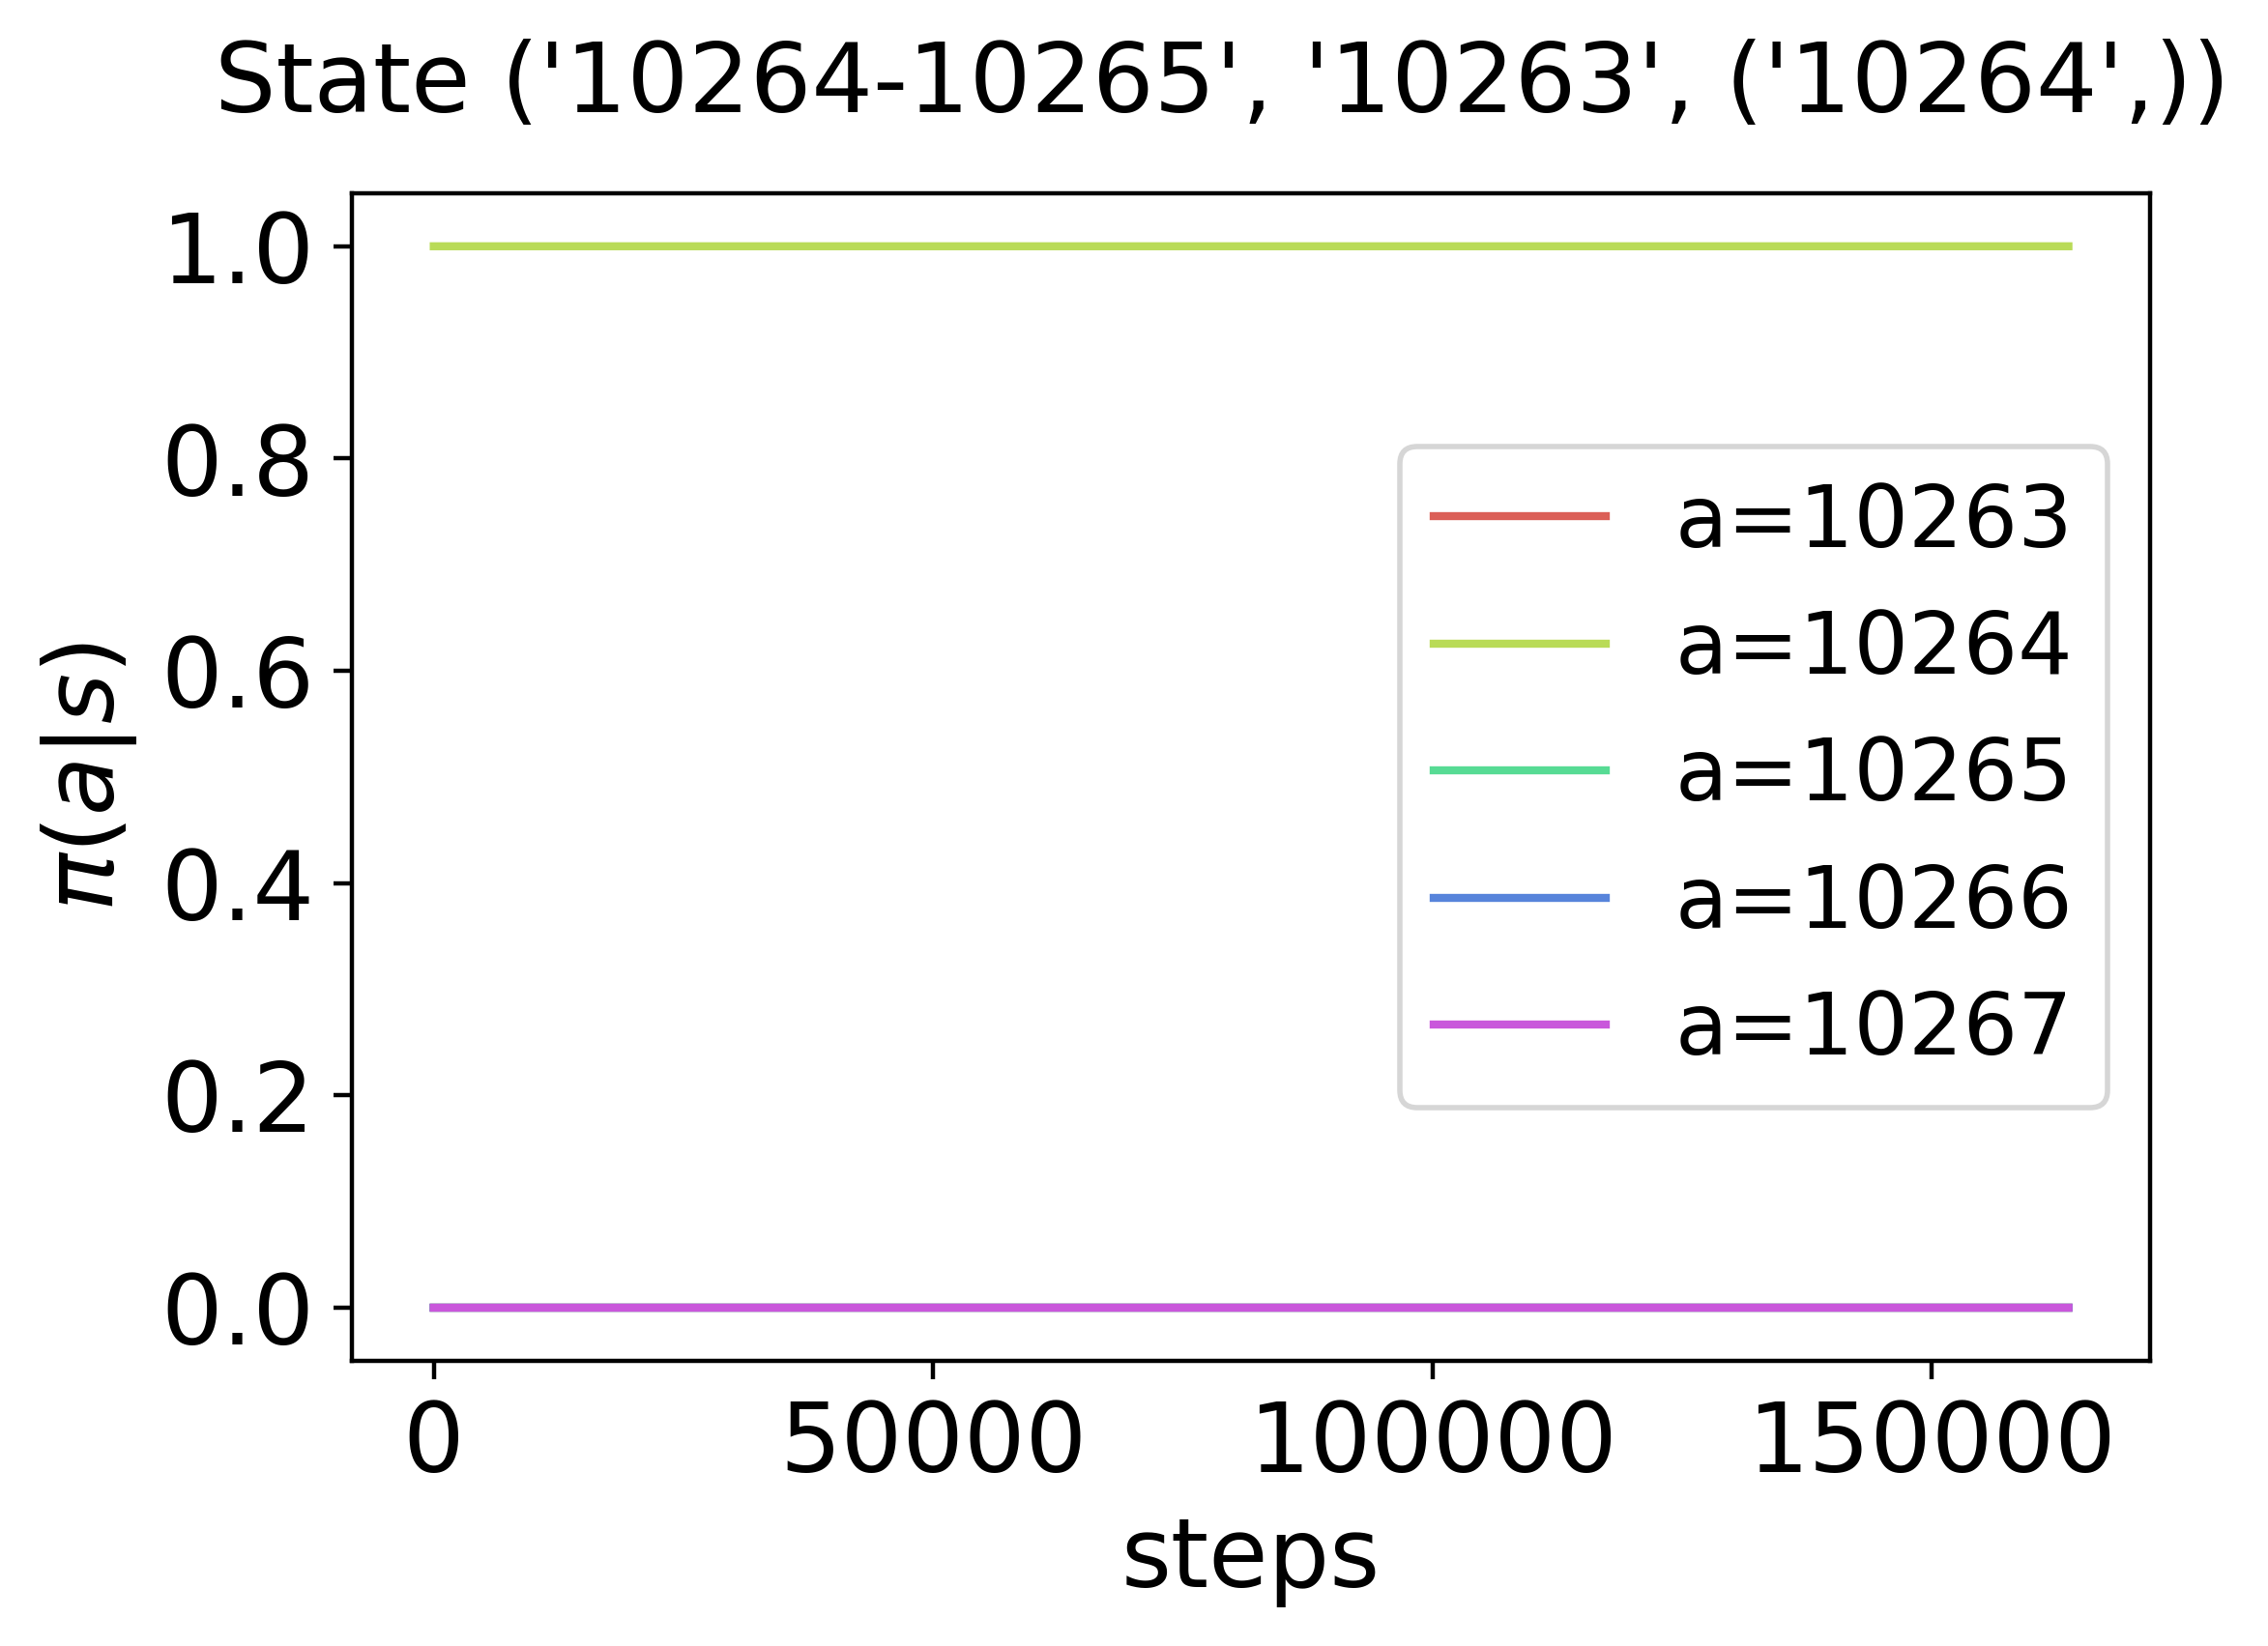 State ('10264-10265', '10263', ('10264',))
1.0
0.8
0.6
0.4
0.2
0.0
π(a|s)
a=10263
a=10264
a=10265
a=10266
a=10267
0 50000 100000 150000
steps